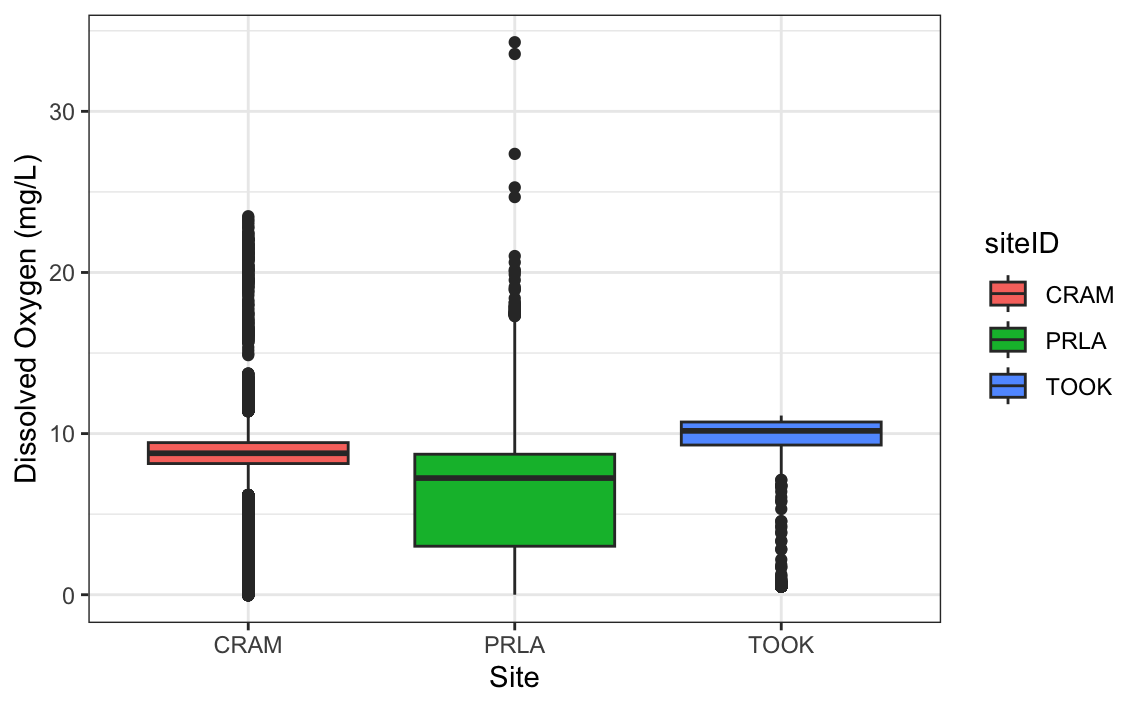 Dissolved Oxygen (mg/L)
30
20
10
0
CRAM PRLA TOOK
Site
siteID
CRAM
PRLA
TOOK